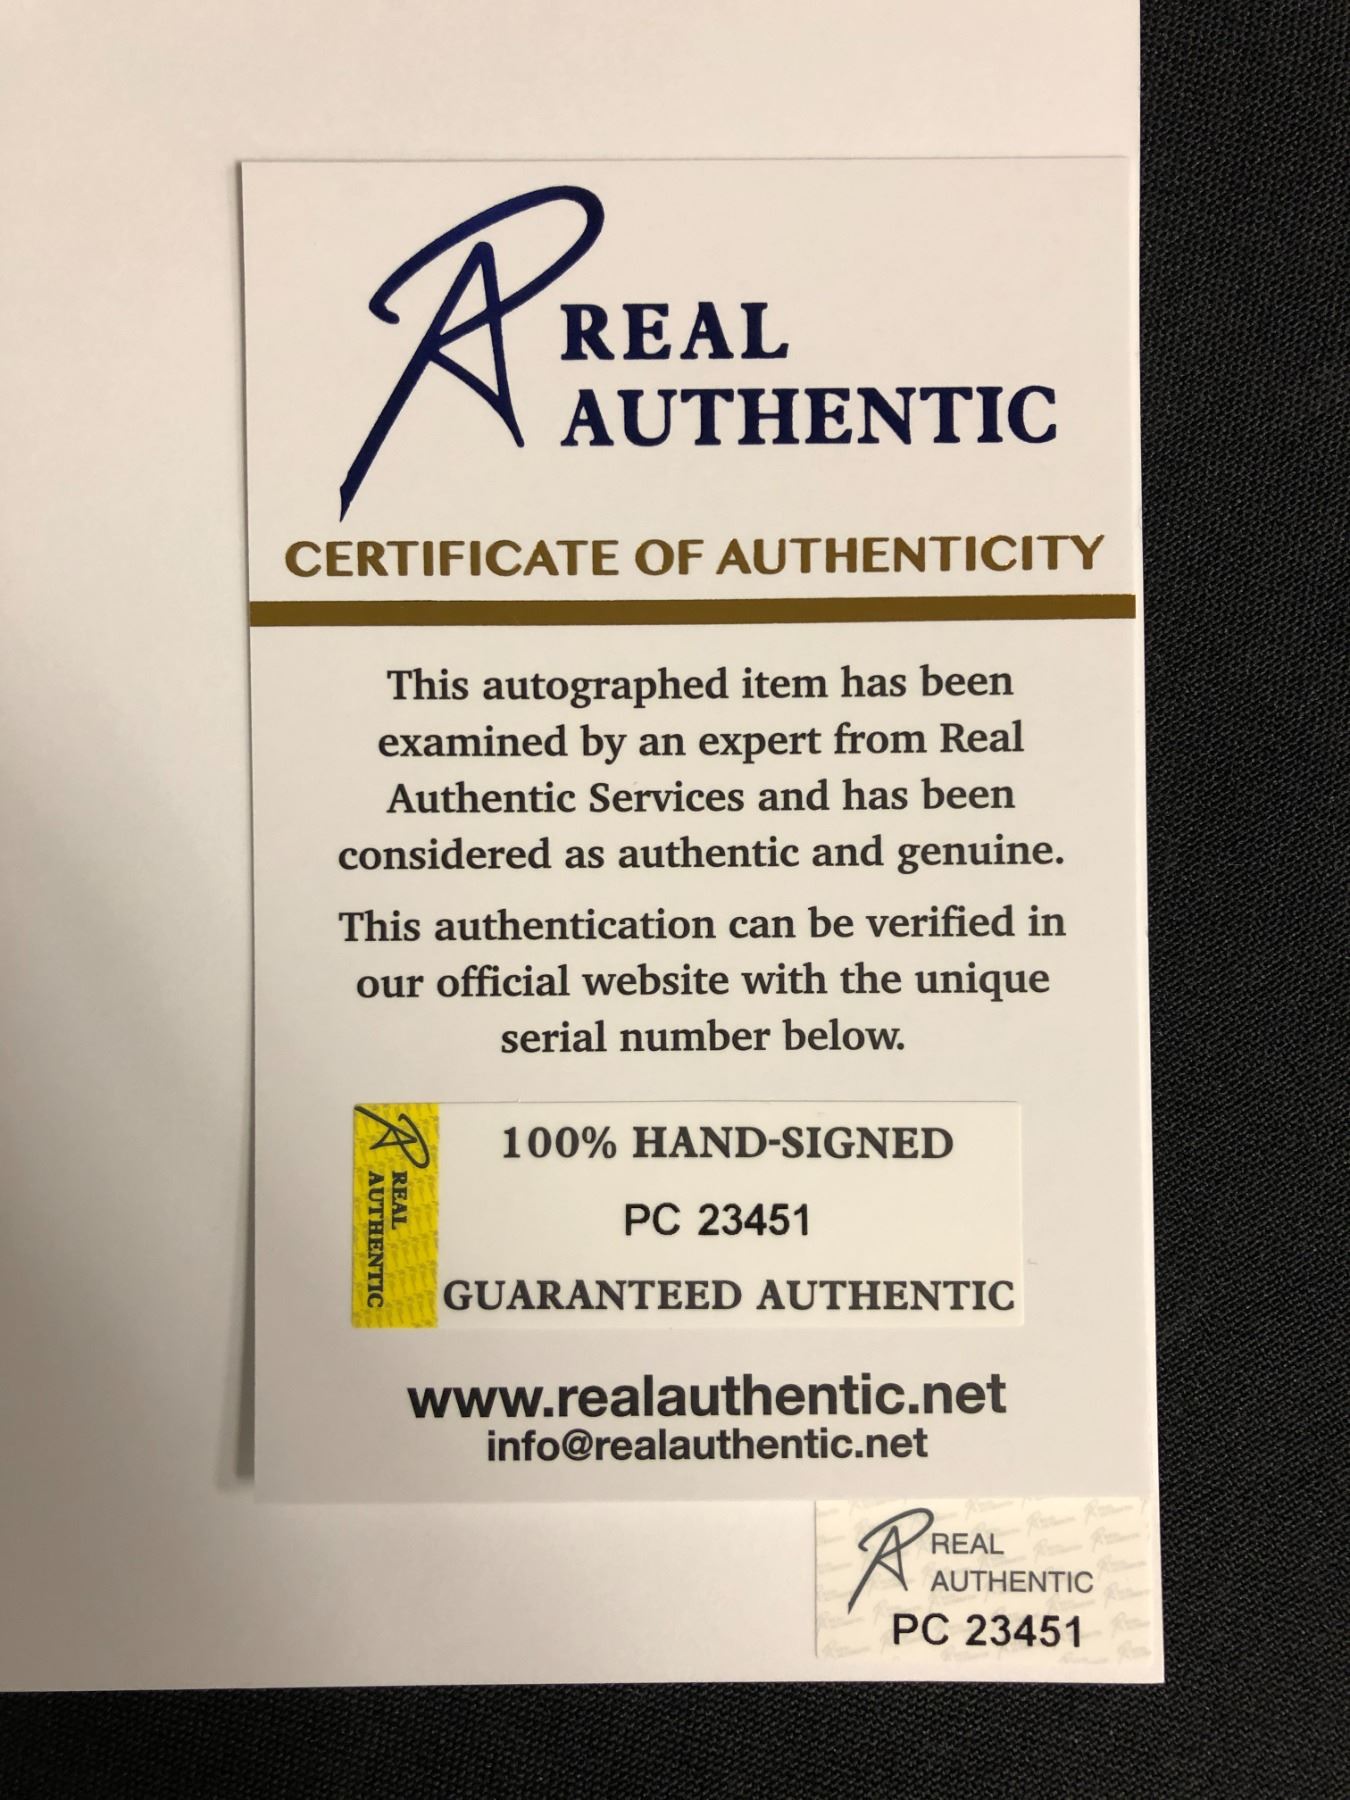 REAL
AUTHENTIC
CERTIFICATE OF AUTHENTICITY
This autographed item has been
examined by an expert from Real
Authentic Services and has been
considered as authentic and genuine.
This authentication can be verified in
our official website with the unique
serial number below.
REAL
AUTHENTIC
100% HAND-SIGNED
PC 23451
GUARANTEED AUTHENTIC
www.realauthentic.net
info@realauthentic.net
REAL
AUTHENTIC
PC 23451